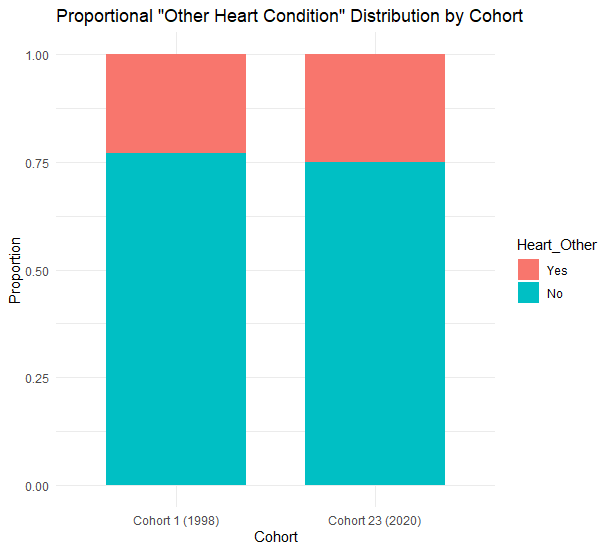 Proportional "Other Heart Condition" Distribution by Cohort
1.00
0.75
0.50
0.25
0.00
Proportion
Cohort 1 (1998)
Cohort 23 (2020)
Cohort
Heart_Other
Yes
No